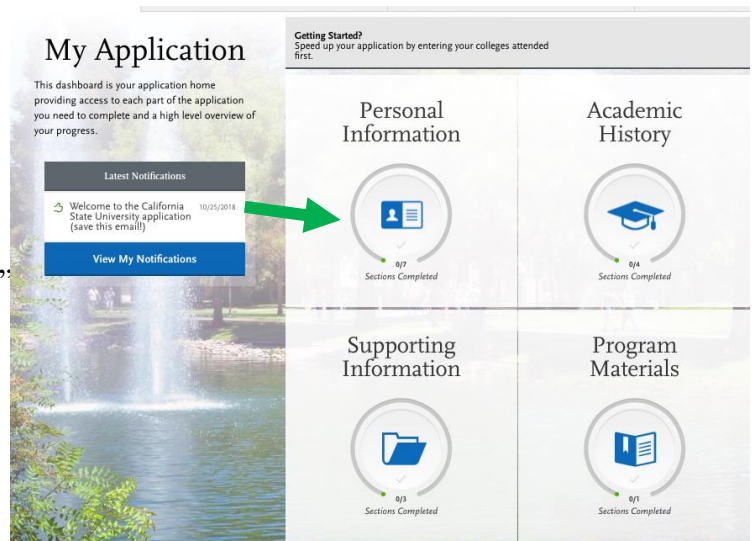 My Application
This dashboard is your application home
providing access to each part of the application
you need to complete and a high level overview of
your progress.
Latest Notifications
Welcome to the California
State University application
(save this email!)
10/25/2018
View My Notifications
”
Getting Started?
Speed up your application by entering your colleges attended
first.
Personal
Information
0/7
Sections Completed
Academic
History
0/4
Sections Completed
Supporting
Information
0/3
Sections Completed
Program
Materials
0/1
Sections Completed